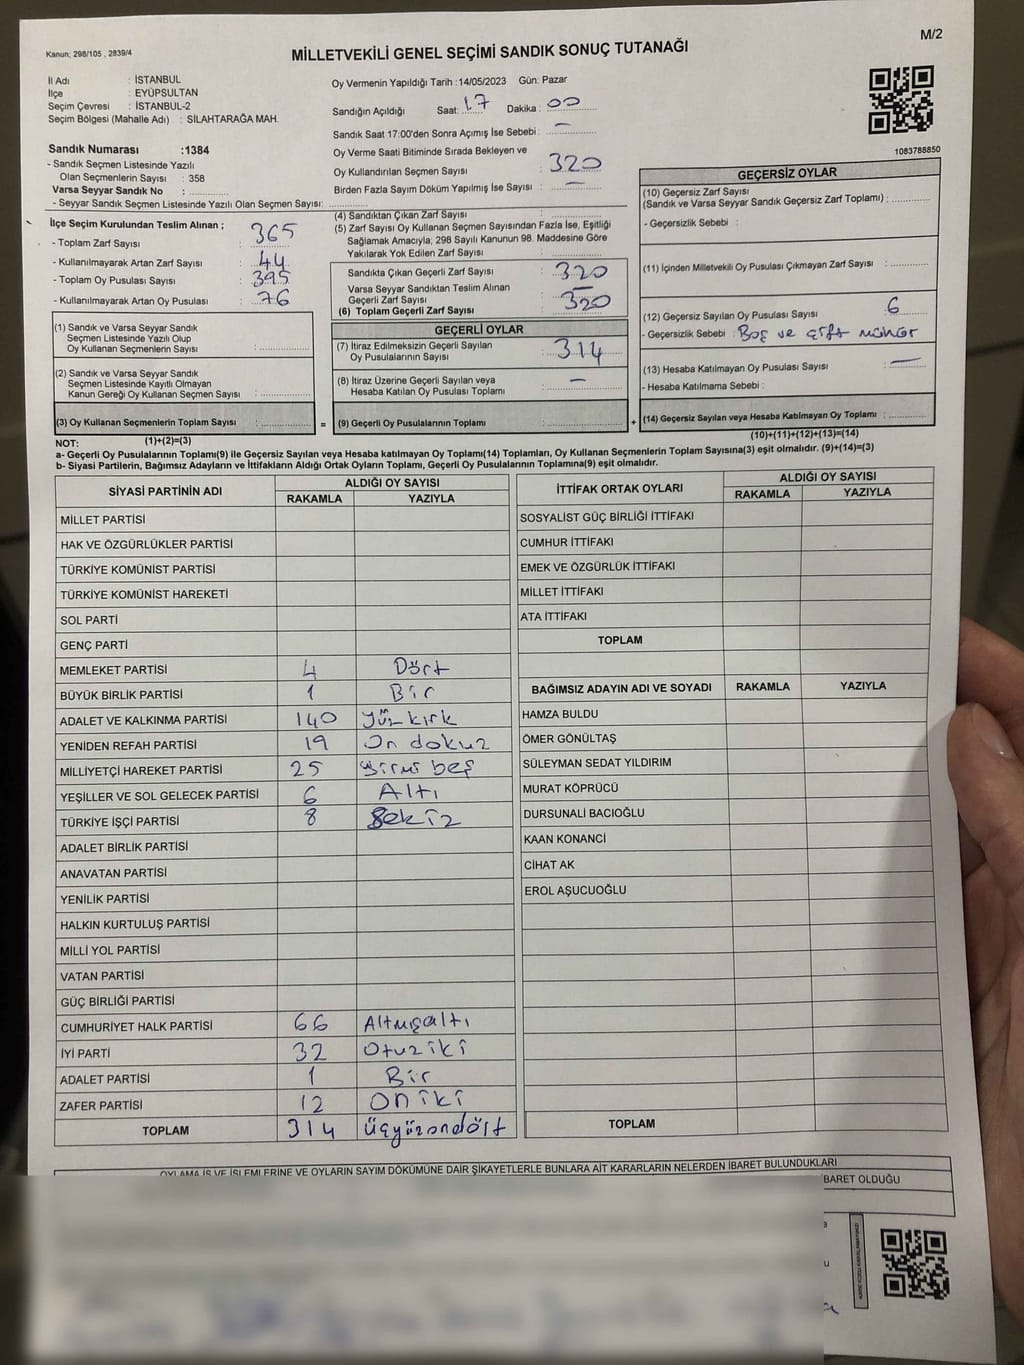 M/2
Kanun: 298/105 , 2839/4
MİLLETVEKİLİ GENEL SEÇİMİ SANDIK SONUÇ TUTANAĞI
İl Adı : İSTANBUL
İlçe : EYÜPSULTAN
Seçim Çevresi : İSTANBUL-2
Seçim Bölgesi (Mahalle Adı) : SİLAHTARAĞA MAH.
Oy Vermenin Yapıldığı Tarih : 14/05/2023 Gün: Pazar
Sandığın Açıldığı Saat: 17 Dakika : 00
Sandık Saat 17:00'den Sonra Açımış İse Sebebi : —
1083788850
Sandık Numarası :1384
- Sandık Seçmen Listesinde Yazılı
Olan Seçmenlerin Sayısı : 358
Varsa Seyyar Sandık No :
- Seyyar Sandık Seçmen Listesinde Yazılı Olan Seçmen Sayısı:
Oy Verme Saati Bitiminde Sırada Bekleyen ve
Oy Kullandırılan Seçmen Sayısı : 320
Birden Fazla Sayım Döküm Yapılmış İse Sayısı : —
İlçe Seçim Kurulundan Teslim Alınan ;
- Toplam Zarf Sayısı : 365
- Kullanılmayarak Artan Zarf Sayısı : 44
- Toplam Oy Pusulası Sayısı : 395
- Kullanılmayarak Artan Oy Pusulası : 76
(1) Sandık ve Varsa Seyyar Sandık
Seçmen Listesinde Yazılı Olup
Oy Kullanan Seçmenlerin Sayısı :
(2) Sandık ve Varsa Seyyar Sandık
Seçmen Listesinde Kayıtlı Olmayan
Kanun Gereği Oy Kullanan Seçmen Sayısı :
(3) Oy Kullanan Seçmenlerin Toplam Sayısı :
(4) Sandıktan Çıkan Zarf Sayısı :
(5) Zarf Sayısı Oy Kullanan Seçmen Sayısından Fazla İse, Eşitliği
Sağlamak Amacıyla; 298 Sayılı Kanunun 98. Maddesine Göre
Yakılarak Yok Edilen Zarf Sayısı :
Sandıkta Çıkan Geçerli Zarf Sayısı : 320
Varsa Seyyar Sandıktan Teslim Alınan
Geçerli Zarf Sayısı : —
(6) Toplam Geçerli Zarf Sayısı : 320
GEÇERLİ OYLAR
(7) İtiraz Edilmeksizin Geçerli Sayılan
Oy Pusulalarının Sayısı : 314
(8) İtiraz Üzerine Geçerli Sayılan veya
Hesaba Katılan Oy Pusulası Toplamı : —
= (9) Geçerli Oy Pusulalarının Toplamı :
GEÇERSİZ OYLAR
(10) Geçersiz Zarf Sayısı
(Sandık ve Varsa Seyyar Sandık Geçersiz Zarf Toplamı) :
- Geçersizlik Sebebi :
(11) İçinden Milletvekili Oy Pusulası Çıkmayan Zarf Sayısı :
(12) Geçersiz Sayılan Oy Pusulası Sayısı : 6
- Geçersizlik Sebebi : Boş ve çift mühür
(13) Hesaba Katılmayan Oy Pusulası Sayısı : —
- Hesaba Katılmama Sebebi :
+ (14) Geçersiz Sayılan veya Hesaba Katılmayan Oy Toplamı :
NOT: (1)+(2)=(3)
(10)+(11)+(12)+(13)=(14)
a- Geçerli Oy Pusulalarının Toplamı(9) ile Geçersiz Sayılan veya Hesaba katılmayan Oy Toplamı(14) Toplamları, Oy Kullanan Seçmenlerin Toplam Sayısına(3) eşit olmalıdır. (9)+(14)=(3)
b- Siyasi Partilerin, Bağımsız Adayların ve İttifakların Aldığı Ortak Oyların Toplamı, Geçerli Oy Pusulalarının Toplamına(9) eşit olmalıdır.
SİYASİ PARTİNİN ADI
ALDIĞI OY SAYISI
RAKAMLA YAZIYLA
MİLLET PARTİSİ
HAK VE ÖZGÜRLÜKLER PARTİSİ
TÜRKİYE KOMÜNİST PARTİSİ
TÜRKİYE KOMÜNİST HAREKETİ
SOL PARTİ
GENÇ PARTİ
MEMLEKET PARTİSİ 4 Dört
BÜYÜK BİRLİK PARTİSİ 1 Bir
ADALET VE KALKINMA PARTİSİ 140 Yüz kırk
YENİDEN REFAH PARTİSİ 19 On dokuz
MİLLİYETÇİ HAREKET PARTİSİ 25 Yirmi beş
YEŞİLLER VE SOL GELECEK PARTİSİ 6 Altı
TÜRKİYE İŞÇİ PARTİSİ 8 Sekiz
ADALET BİRLİK PARTİSİ
ANAVATAN PARTİSİ
YENİLİK PARTİSİ
HALKIN KURTULUŞ PARTİSİ
MİLLİ YOL PARTİSİ
VATAN PARTİSİ
GÜÇ BİRLİĞİ PARTİSİ
CUMHURİYET HALK PARTİSİ 66 Altmışaltı
İYİ PARTİ 32 Otuziki
ADALET PARTİSİ 1 Bir
ZAFER PARTİSİ 12 Oniki
TOPLAM 314 Üçyüzondört
İTTİFAK ORTAK OYLARI
ALDIĞI OY SAYISI
RAKAMLA YAZIYLA
SOSYALİST GÜÇ BİRLİĞİ İTTİFAKI
CUMHUR İTTİFAKI
EMEK VE ÖZGÜRLÜK İTTİFAKI
MİLLET İTTİFAKI
ATA İTTİFAKI
TOPLAM
BAĞIMSIZ ADAYIN ADI VE SOYADI RAKAMLA YAZIYLA
HAMZA BULDU
ÖMER GÖNÜLTAŞ
SÜLEYMAN SEDAT YILDIRIM
MURAT KÖPRÜCÜ
DURSUNALİ BACIOĞLU
KAAN KONANCİ
CİHAT AK
EROL AŞUCUOĞLU
TOPLAM
OYLAMA İŞ VE İŞLEMLERİNE VE OYLARIN SAYIM DÖKÜMÜNE DAİR ŞİKAYETLERLE BUNLARA AİT KARARLARIN NELERDEN İBARET BULUNDUKLARI
BARET OLDUĞU